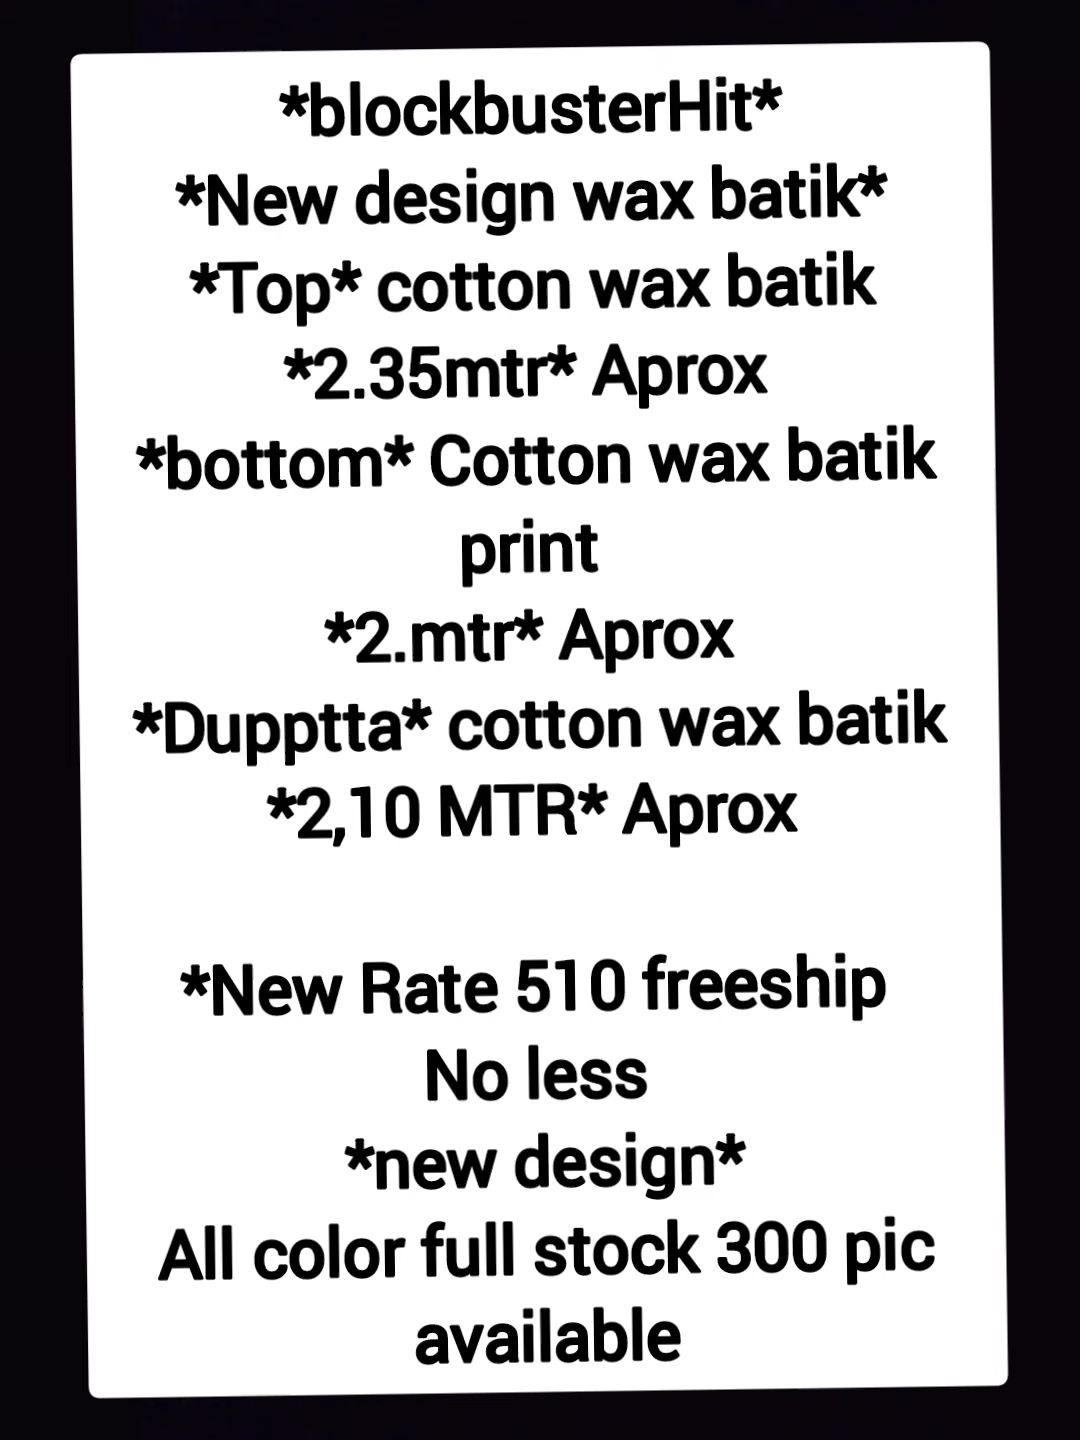 *blockbusterHit*
*New design wax batik*
*Top* cotton wax batik
*2.35mtr* Aprox
*bottom* Cotton wax batik
print
*2.mtr* Aprox
*Dupptta* cotton wax batik
*2,10 MTR* Aprox
*New Rate 510 freeship
No less
*new design*
All color full stock 300 pic
available